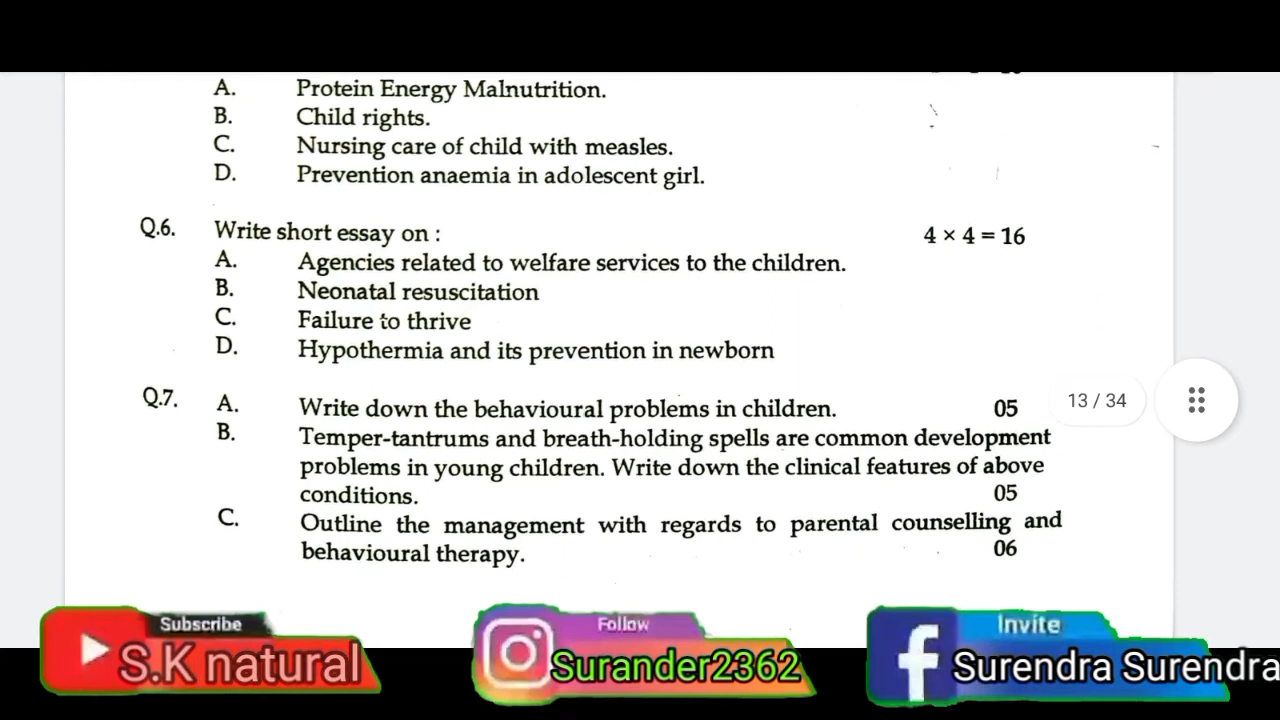 A. Protein Energy Malnutrition.
B. Child rights.
C. Nursing care of child with measles.
D. Prevention anaemia in adolescent girl.
Q.6. Write short essay on : 4 × 4 = 16
A. Agencies related to welfare services to the children.
B. Neonatal resuscitation
C. Failure to thrive
D. Hypothermia and its prevention in newborn
Q.7. A. Write down the behavioural problems in children. 05
13 / 34
B. Temper-tantrums and breath-holding spells are common development
problems in young children. Write down the clinical features of above
conditions. 05
C. Outline the management with regards to parental counselling and
behavioural therapy. 06
Subscribe
S.K natural
Follow
Surander2362
Invite
Surendra Surendra